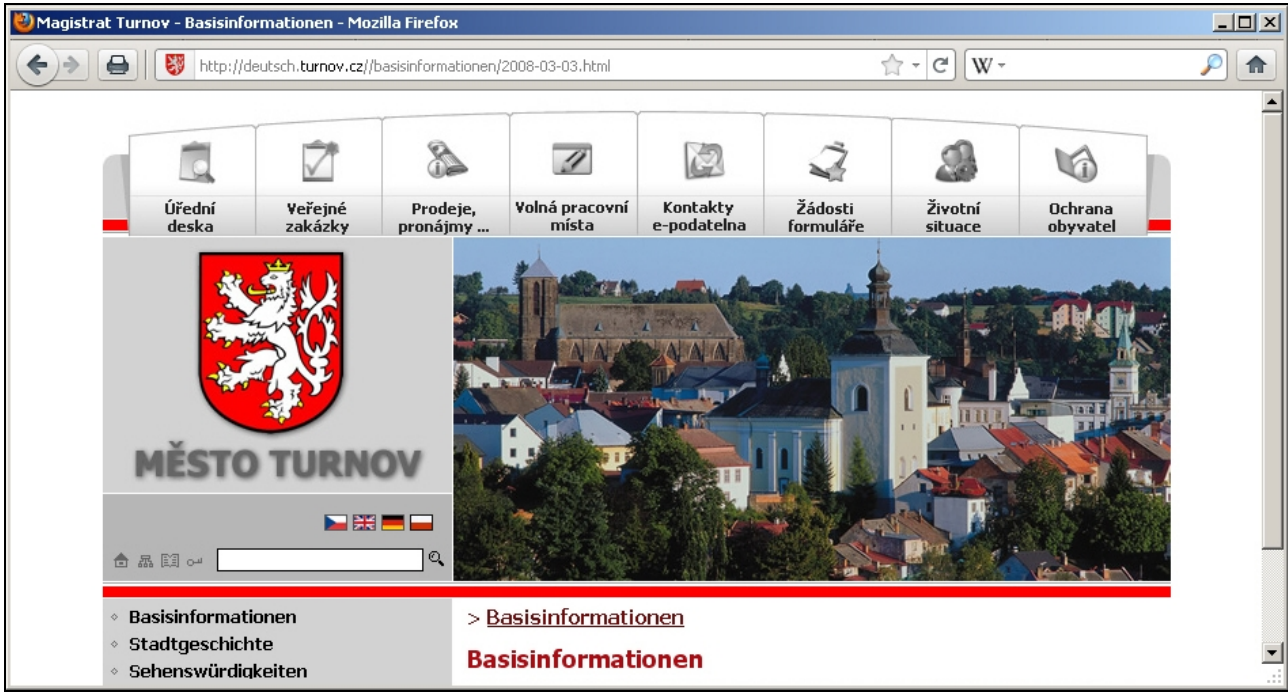 Magistrat Turnov - Basisinformationen - Mozilla Firefox
http://deutsch.turnov.cz//basisinformationen/2008-03-03.html
W
Úřední
deska
Veřejné
zakázky
Prodeje,
pronájmy ...
Volná pracovní
místa
Kontakty
e-podatelna
Žádosti
formuláře
Životní
situace
Ochrana
obyvatel
MĚSTO TURNOV
Basisinformationen
Stadtgeschichte
Sehenswürdigkeiten
> Basisinformationen
Basisinformationen